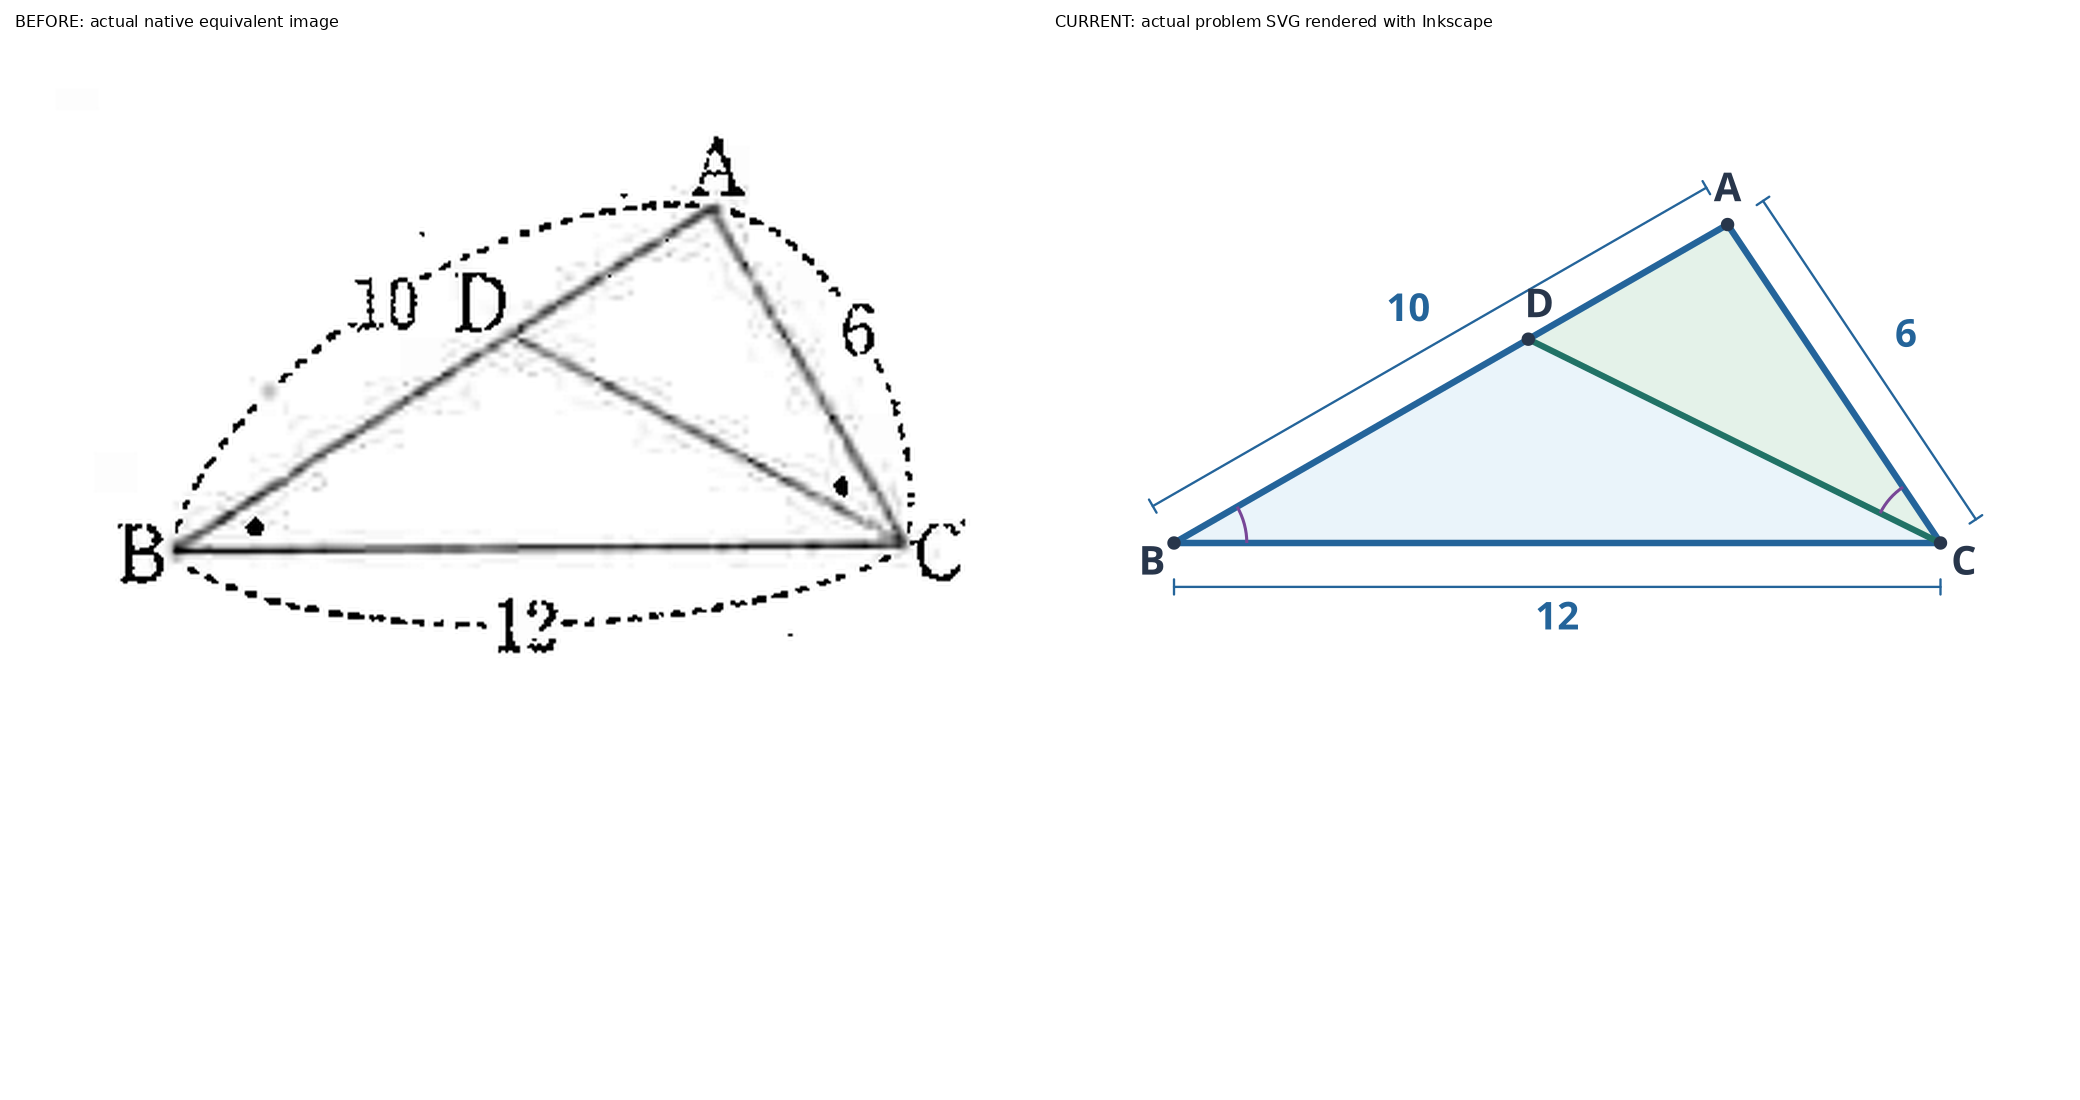 BEFORE: actual native equivalent image
CURRENT: actual problem SVG rendered with Inkscape
A
10
D
6
B
C
12
A
10
D
6
B
C
12